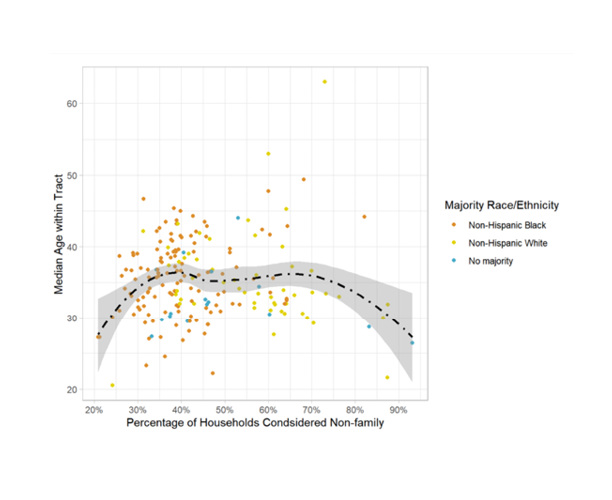 60
50
40
30
20
Median Age within Tract
20%
30%
40%
50%
60%
70%
80%
90%
Percentage of Households Condsidered Non-family
Majority Race/Ethnicity
Non-Hispanic Black
Non-Hispanic White
No majority